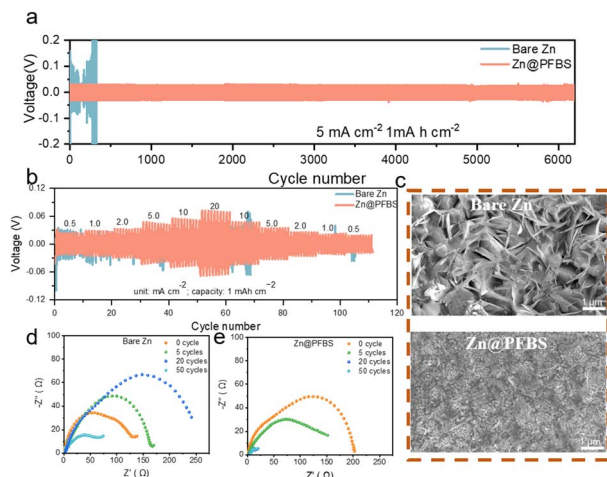 a
Voltage(V)
0.2
0.1
0.0
-0.1
-0.2
Bare Zn
Zn@PFBS
5 mA cm⁻² 1mA h cm⁻²
0 1000 2000 3000 4000 5000 6000
Cycle number
b
Voltage (V)
0.12
0.06
0.00
-0.06
-0.12
Bare Zn
Zn@PFBS
0.5 1.0 2.0 5.0 10 20 10 5.0 2.0 1.0 0.5
unit: mA cm⁻²; capacity: 1 mAh cm⁻²
0 20 40 60 80 100 120
Cycle number
c
Bare Zn
1 μm
Zn@PFBS
1 μm
d
-Z'' ( Ω )
100
80
60
40
20
0
Bare Zn
0 cycle
5 cycles
20 cycles
50 cycles
0 50 100 150 200 250
Z' ( Ω )
e
-Z'' ( Ω )
100
80
60
40
20
0
Zn@PFBS
0 cycle
5 cycles
20 cycles
50 cycles
0 50 100 150 200 250
Z' ( Ω )